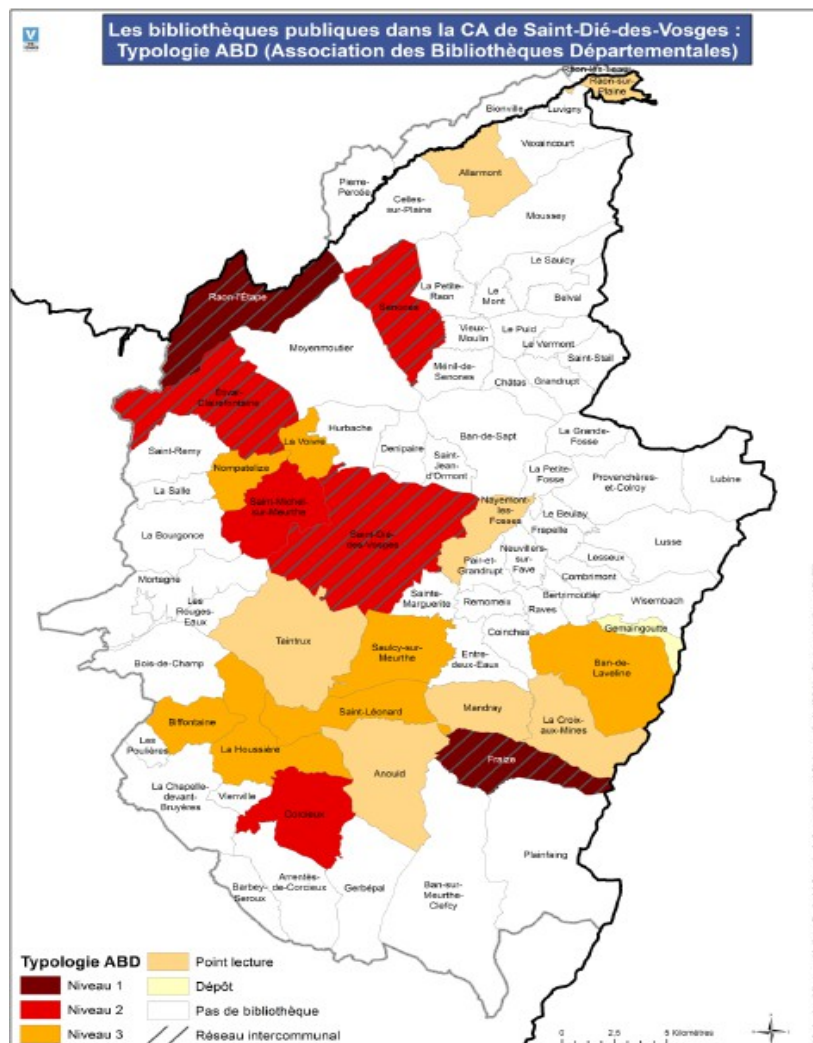 Les bibliothèques publiques dans la CA de Saint-Dié-des-Vosges :
Typologie ABD (Association des Bibliothèques Départementales)
Raon-sur-
Plaine
Bionville
Luvigny
Vexaincourt
Allarmont
Pierre-
Percée
Celles-
sur-Plaine
Moussey
Le Saulcy
Raon-l'Étape
Senones
La Petite-
Raon
Le
Mont
Belval
Moyenmoutier
Vieux-
Moulin
Le Puid
Le Vermont
Saint-Stail
Ménil-de-
Senones
Châtas
Grandrupt
Étival-
Clairefontaine
Hurbache
La Voivre
Denipaire
Ban-de-Sapt
La Grande-
Fosse
Saint-Remy
Nompatelize
Saint-
Jean-
d'Ormont
La Petite-
Fosse
Provenchères-
et-Colroy
Lubine
La Salle
Saint-Michel-
sur-Meurthe
Nayemont-
les-
Fosses
Le Beulay
Frapelle
La Bourgonce
Saint-Dié-
des-Vosges
Lusse
Pair-et-
Grandrupt
Neuvillers-
sur-
Fave
Lesseux
Combrimont
Mortagne
Les
Rouges-
Eaux
Sainte-
Marguerite
Remomeix
Raves
Bertrimoutier
Wisembach
Taintrux
Saulcy-sur-
Meurthe
Coinches
Gemaingoutte
Entre-
deux-Eaux
Ban-de-
Laveline
Bois-de-Champ
Mandray
La Croix-
aux-Mines
Biffontaine
Saint-Léonard
Les
Poulières
La Houssière
Anould
Fraize
La Chapelle-
devant-
Bruyères
Vienville
Corcieux
Plainfaing
Barbey-
Seroux
Arrentès-
de-Corcieux
Gerbépal
Ban-sur-
Meurthe-
Clefcy
Typologie ABD
Niveau 1
Niveau 2
Niveau 3
Point lecture
Dépôt
Pas de bibliothèque
Réseau intercommunal
0 2,5 5 Kilomètres